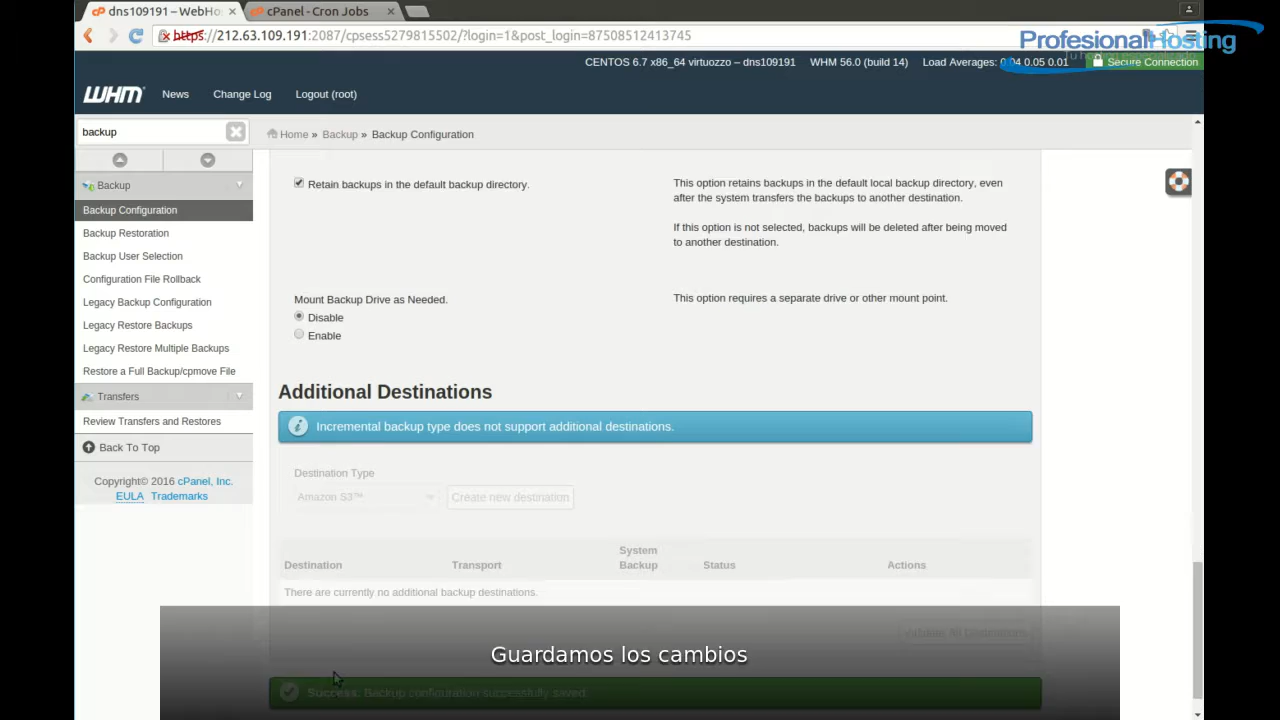 dns109191 – WebHo
cPanel - Cron Jobs
https://212.63.109.191:2087/cpsess5279815502/?login=1&post_login=87508512413745
ProfesionalHosting
CENTOS 6.7 x86_64 virtuozzo – dns109191
WHM 56.0 (build 14)
Load Averages: 0.04 0.05 0.01
Secure Connection
WHM
News
Change Log
Logout (root)
backup
Home » Backup » Backup Configuration
Backup
Backup Configuration
Backup Restoration
Backup User Selection
Configuration File Rollback
Legacy Backup Configuration
Legacy Restore Backups
Legacy Restore Multiple Backups
Restore a Full Backup/cpmove File
Transfers
Review Transfers and Restores
Back To Top
Copyright© 2016 cPanel, Inc.
EULA Trademarks
Retain backups in the default backup directory.
This option retains backups in the default local backup directory, even
after the system transfers the backups to another destination.
If this option is not selected, backups will be deleted after being moved
to another destination.
Mount Backup Drive as Needed.
This option requires a separate drive or other mount point.
Disable
Enable
Additional Destinations
Incremental backup type does not support additional destinations.
Destination Type
Amazon S3™
Create new destination
Destination
Transport
System
Backup
Status
Actions
There are currently no additional backup destinations.
Guardamos los cambios
Success: Backup configuration successfully saved.